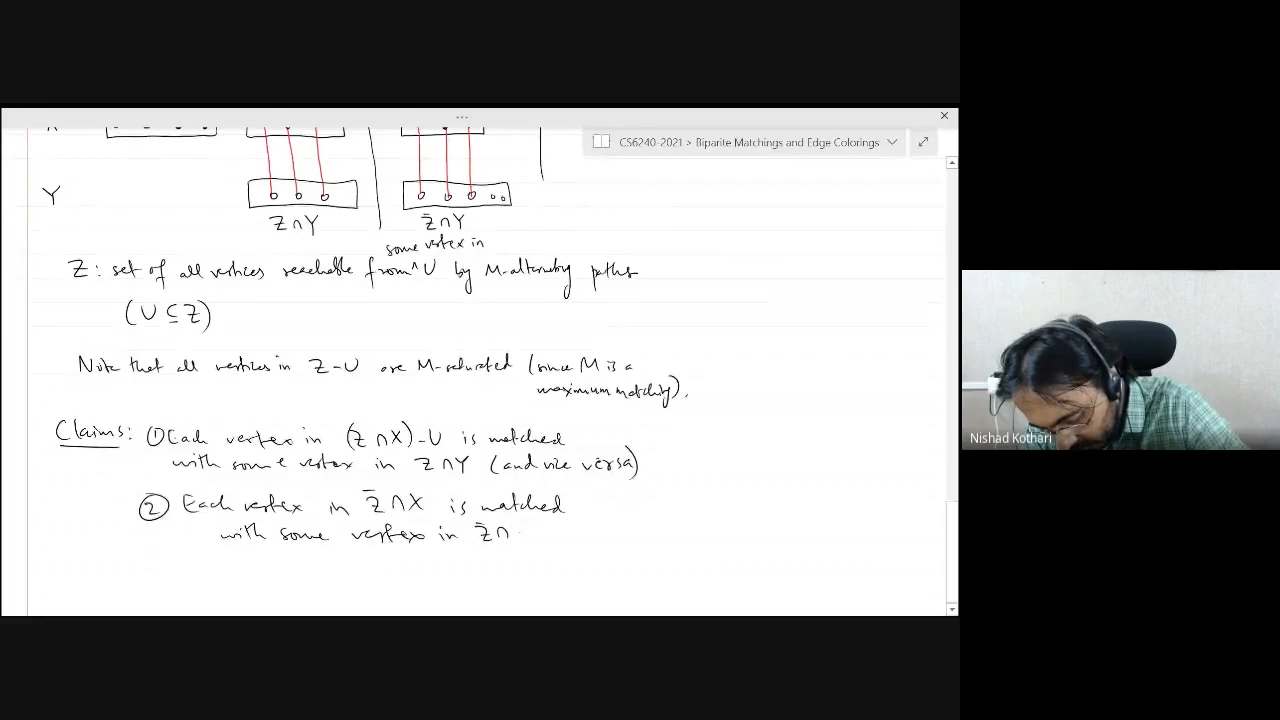 CS6240-2021 > Biparite Matchings and Edge Colorings
Y
Z ∩ Y
Z̄ ∩ Y
some vertex in
Z : set of all vertices reachable from ^ U by M-alternating paths
(U ⊆ Z)
Note that all vertices in Z-U are M-saturated (since M is a
maximum matching).
Claims: ① Each vertex in (Z ∩ X) - U is matched
with some vertex in Z ∩ Y (and vice versa)
② Each vertex in Z̄ ∩ X is matched
with some vertex in Z̄ ∩
Nishad Kothari